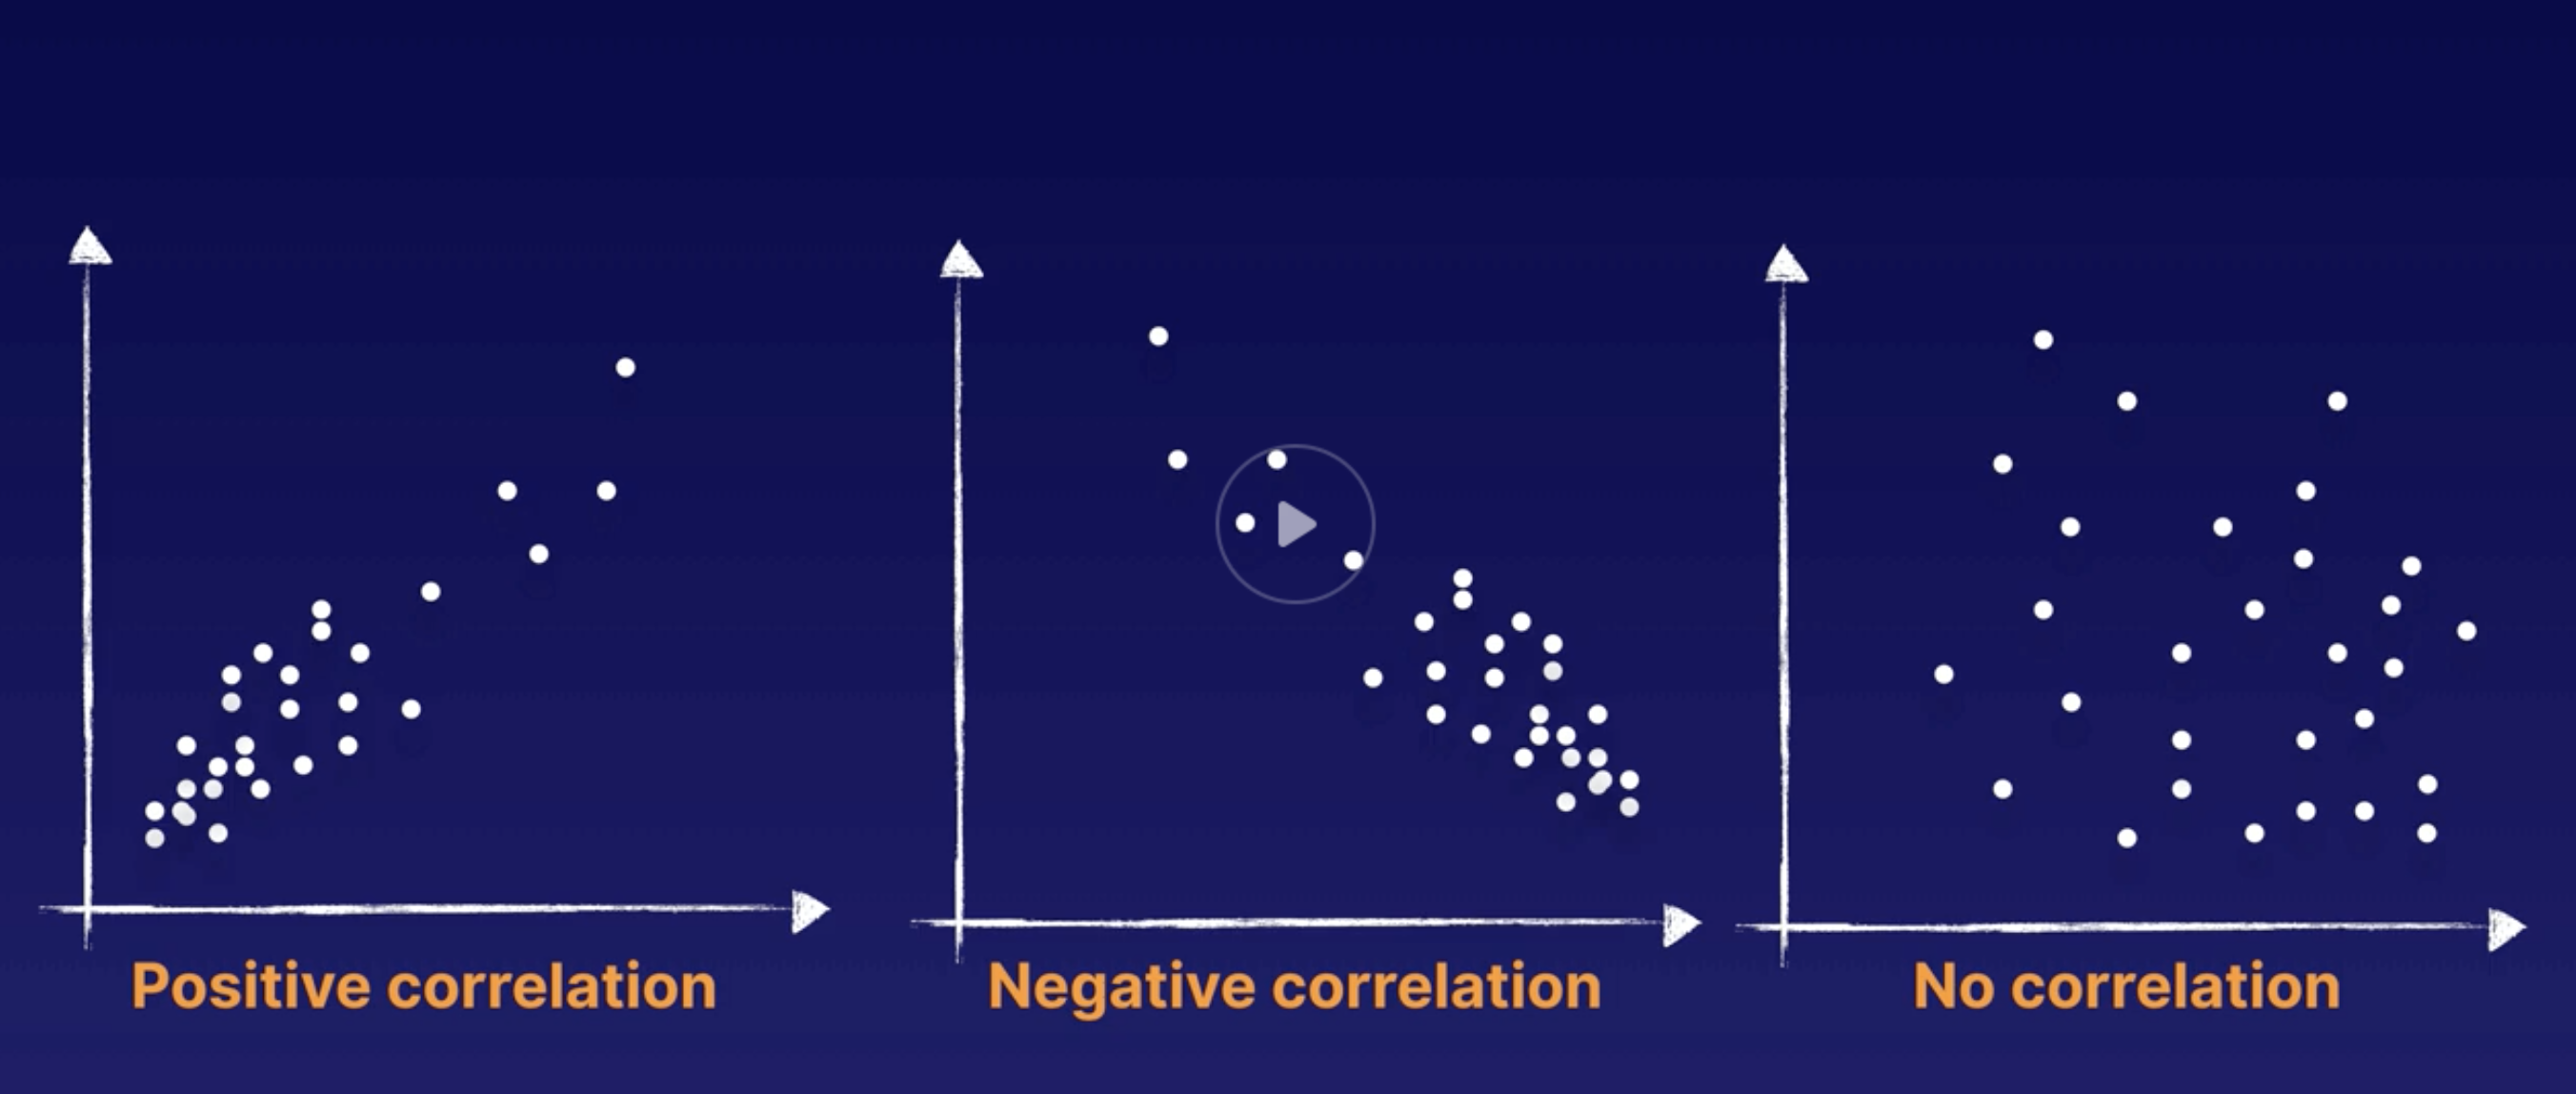 Positive correlation
Negative correlation
No correlation